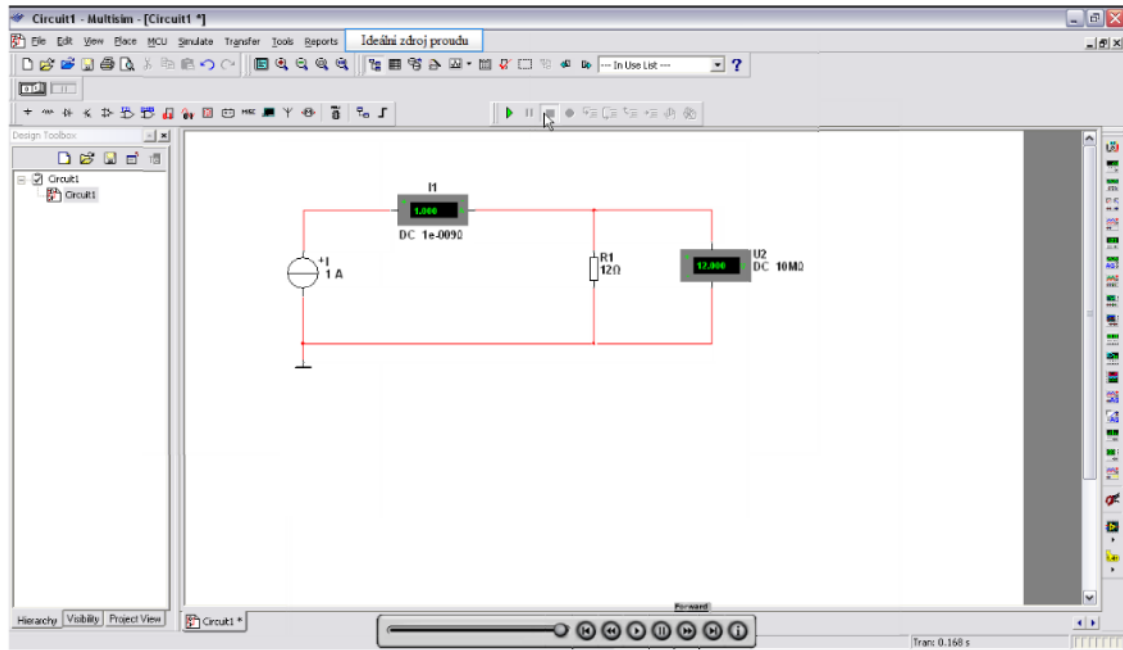 Circuit1 - Multisim - [Circuit1 *]
File Edit View Place MCU Simulate Transfer Tools Reports
Ideální zdroj proudu
--- In Use List ---
?
MISC
Design Toolbox
Circuit1
Circuit1
I1
1.000
DC 1e-009Ω
+I
1 A
R1
12Ω
12.000
U2
DC 10MΩ
Hierarchy Visibility Project View
Circuit1 *
Forward
Tran: 0.168 s